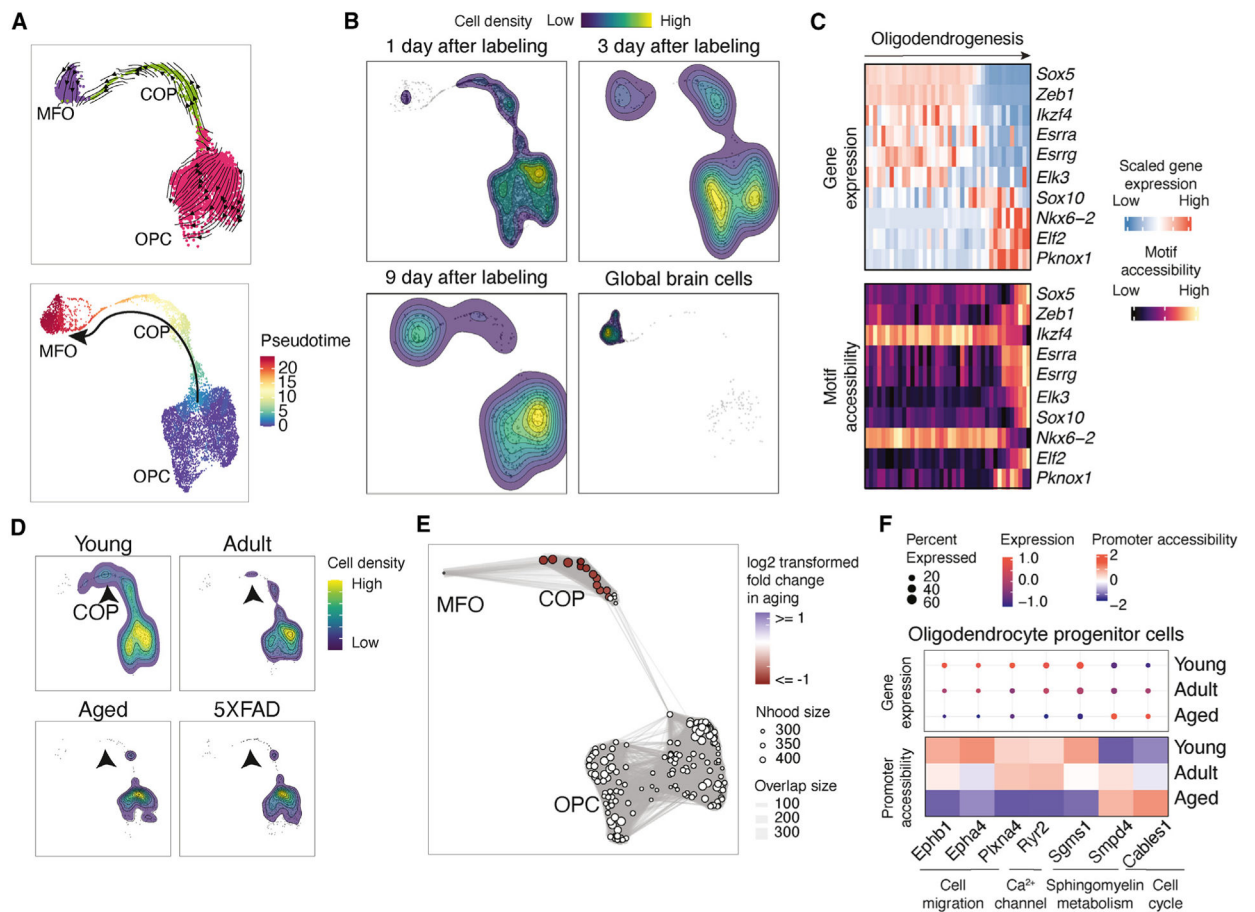 A
MFO
COP
OPC
MFO
COP
OPC
Pseudotime
20
15
10
5
0
B
Cell density Low High
1 day after labeling
3 day after labeling
9 day after labeling
Global brain cells
C
Oligodendrogenesis
Gene expression
Sox5
Zeb1
Ikzf4
Esrra
Esrrg
Elk3
Sox10
Nkx6-2
Elf2
Pknox1
Motif accessibility
Sox5
Zeb1
Ikzf4
Esrra
Esrrg
Elk3
Sox10
Nkx6-2
Elf2
Pknox1
Scaled gene
expression
Low High
Motif
accessibility
Low High
D
Young
Adult
COP
Aged
5XFAD
Cell density
High
Low
E
MFO
COP
OPC
log2 transformed
fold change
in aging
>= 1
<= -1
Nhood size
300
350
400
Overlap size
100
200
300
F
Percent
Expressed
20
40
60
Expression
1.0
0.0
-1.0
Promoter accessibility
2
0
-2
Oligodendrocyte progenitor cells
Gene
expression
Young
Adult
Aged
Promoter
accessibility
Young
Adult
Aged
Ephb1
Epha4
Plxna4
Ryr2
Sgms1
Smpd4
Cables1
Cell
migration
Ca²⁺
channel
Sphingomyelin
metabolism
Cell
cycle